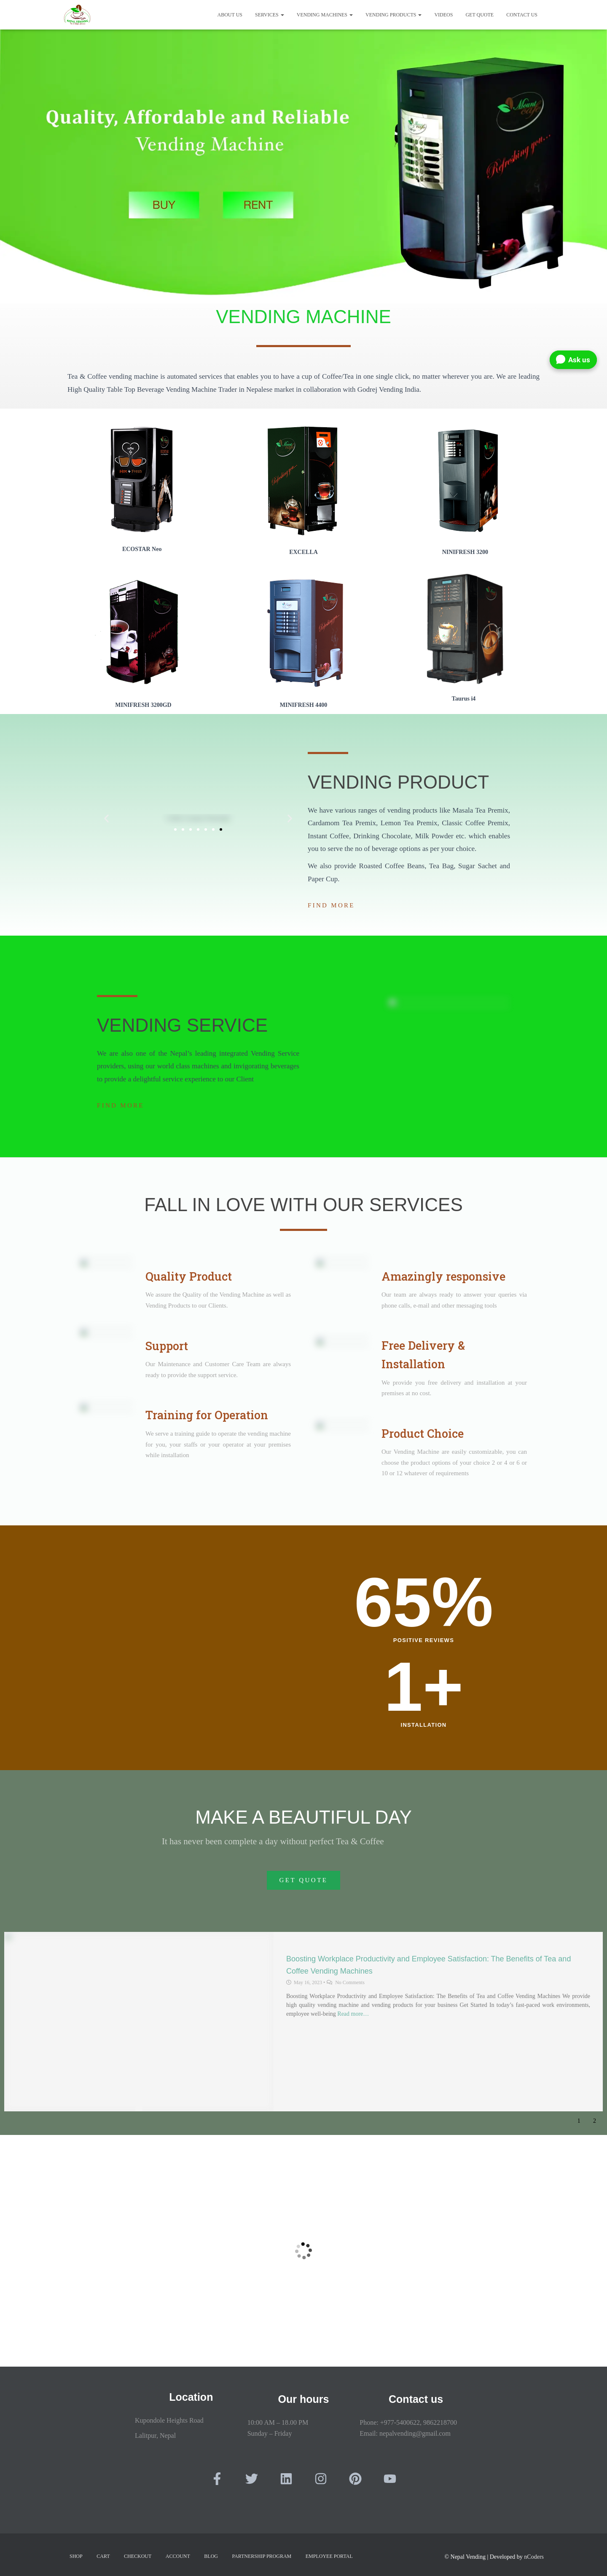 ABOUT US SERVICES VENDING MACHINES VENDING PRODUCTS VIDEOS GET QUOTE CONTACT US
Quality, Affordable and Reliable
Vending Machine
BUY RENT
Mount
Refreshing you...
VENDING MACHINE
Ask us
Tea & Coffee vending machine is automated services that enables you to have a cup of Coffee/Tea in one single click, no matter wherever you are. We are leading
High Quality Table Top Beverage Vending Machine Trader in Nepalese market in collaboration with Godrej Vending India.
ECOSTAR Neo
EXCELLA
NINIFRESH 3200
MINIFRESH 3200GD
MINIFRESH 4400
Taurus i4
VENDING PRODUCT
We have various ranges of vending products like Masala Tea Premix,
Cardamom Tea Premix, Lemon Tea Premix, Classic Coffee Premix,
Instant Coffee, Drinking Chocolate, Milk Powder etc. which enables
you to serve the no of beverage options as per your choice.
We also provide Roasted Coffee Beans, Tea Bag, Sugar Sachet and
Paper Cup.
FIND MORE
VENDING SERVICE
We are also one of the Nepal's leading integrated Vending Service
providers, using our world class machines and invigorating beverages
to provide a delightful service experience to our Client
FIND MORE
FALL IN LOVE WITH OUR SERVICES
Quality Product
We assure the Quality of the Vending Machine as well as
Vending Products to our Clients.
Support
Our Maintenance and Customer Care Team are always
ready to provide the support service.
Training for Operation
We serve a training guide to operate the vending machine
for you, your staffs or your operator at your premises
while installation
Amazingly responsive
Our team are always ready to answer your queries via
phone calls, e-mail and other messaging tools
Free Delivery &
Installation
We provide you free delivery and installation at your
premises at no cost.
Product Choice
Our Vending Machine are easily customizable, you can
choose the product options of your choice 2 or 4 or 6 or
10 or 12 whatever of requirements
65%
POSITIVE REVIEWS
1+
INSTALLATION
MAKE A BEAUTIFUL DAY
It has never been complete a day without perfect Tea & Coffee
GET QUOTE
Boosting Workplace Productivity and Employee Satisfaction: The Benefits of Tea and
Coffee Vending Machines
May 16, 2023 • No Comments
Boosting Workplace Productivity and Employee Satisfaction: The Benefits of Tea and Coffee Vending Machines We provide
high quality vending machine and vending products for your business Get Started In today's fast-paced work environments,
employee well-being Read more…
1 2
Location
Kopondole Heights Road
Lalitpur, Nepal
Our hours
10:00 AM – 18.00 PM
Sunday – Friday
Contact us
Phone: +977-5400622, 9862218700
Email: nepalvending@gmail.com
SHOP CART CHECKOUT ACCOUNT BLOG PARTNERSHIP PROGRAM EMPLOYEE PORTAL
© Nepal Vending | Developed by oCoders